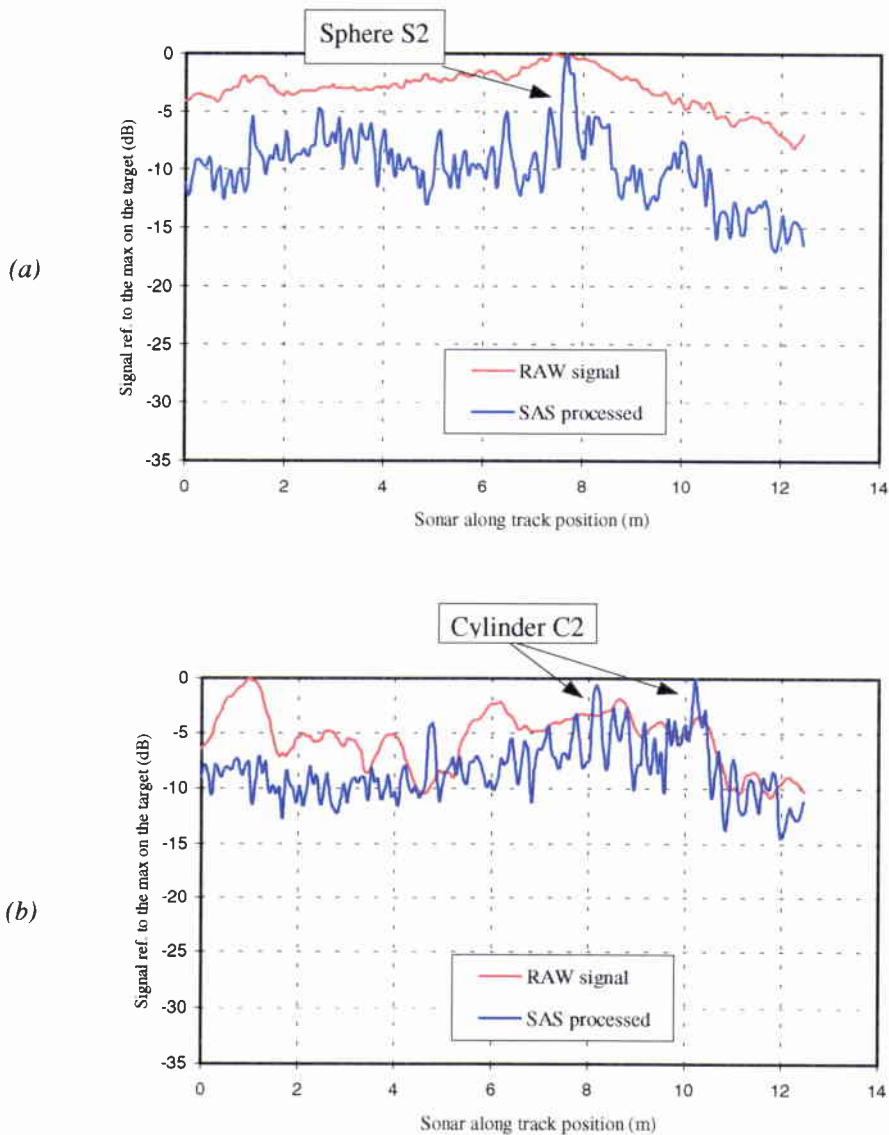 Sphere S2
0
-5
-10
-15
-20
-25
-30
-35
Signal ref. to the max on the target (dB)
(a)
RAW signal
SAS processed
0 2 4 6 8 10 12 14
Sonar along track position (m)
Cylinder C2
0
-5
-10
-15
-20
-25
-30
-35
Signal ref. to the max on the target (dB)
(b)
RAW signal
SAS processed
0 2 4 6 8 10 12 14
Sonar along track position (m)